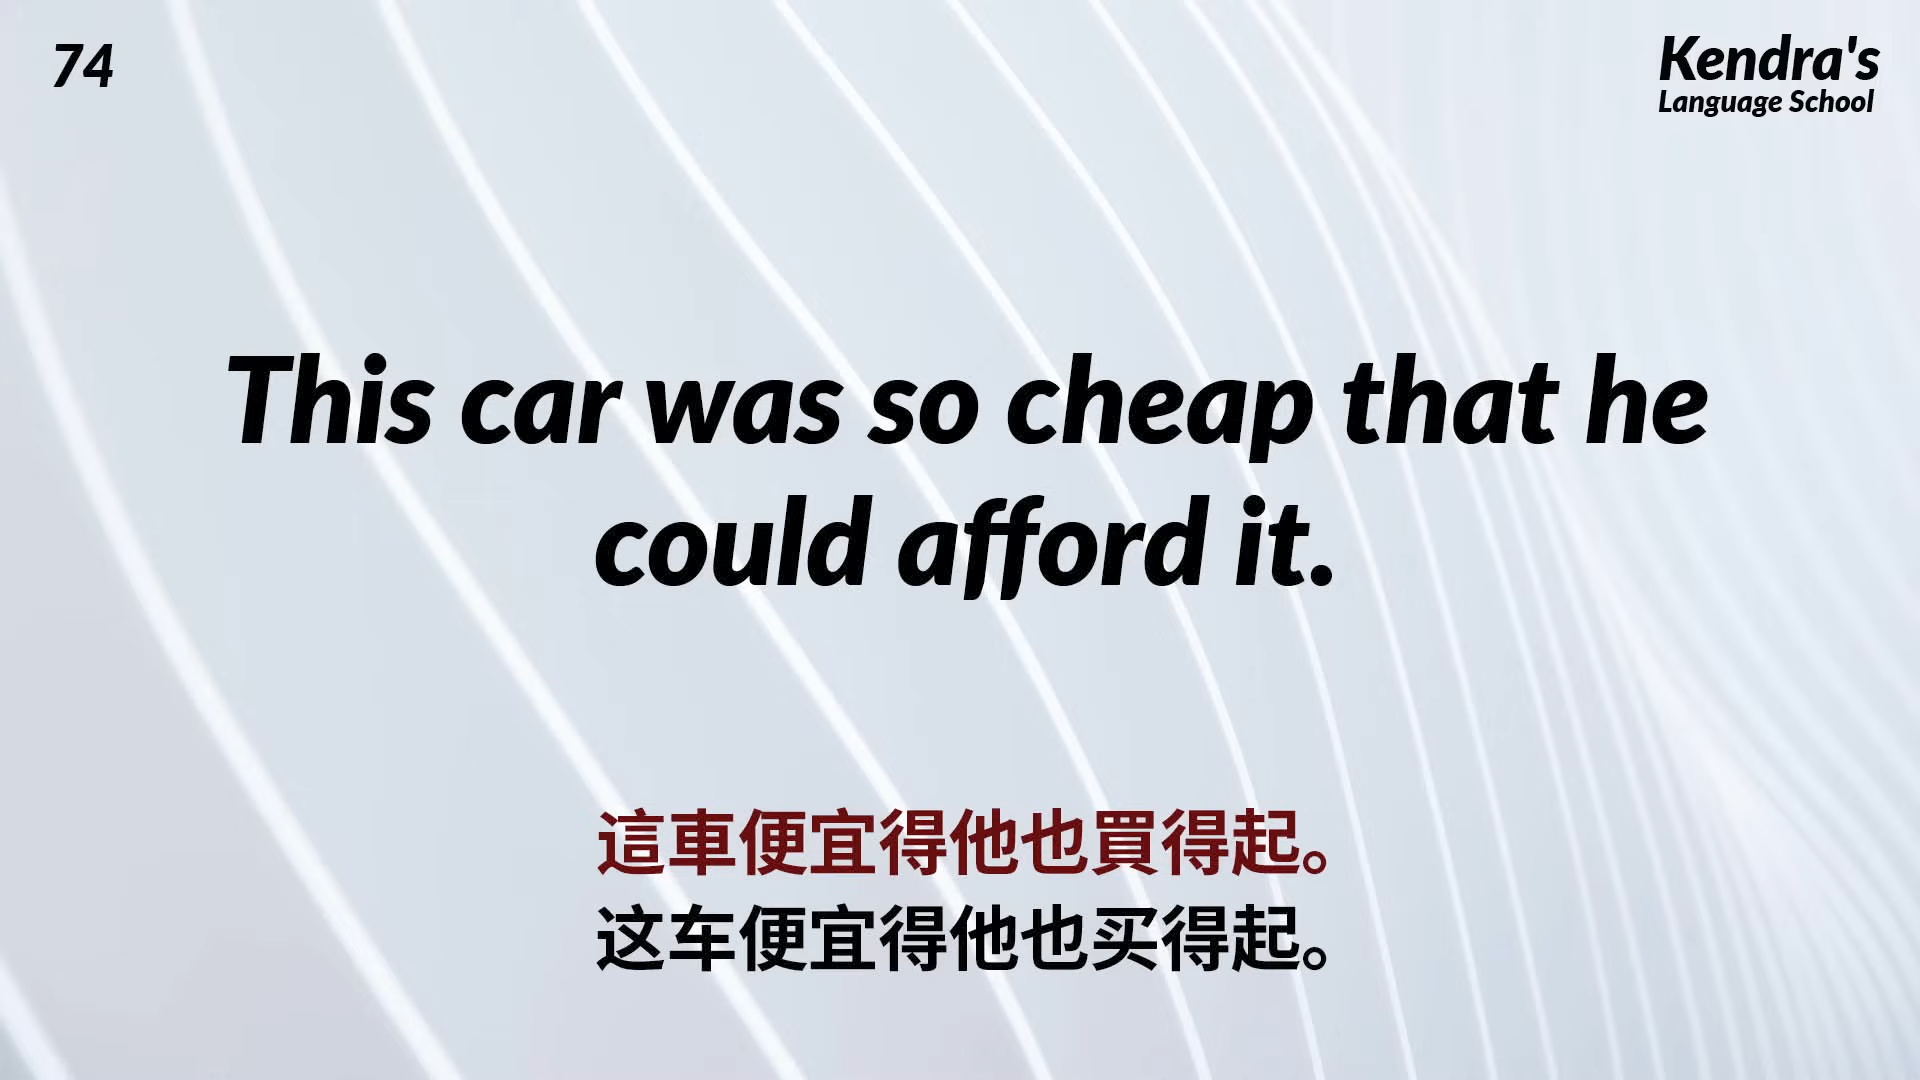 74
Kendra's
Language School
This car was so cheap that he
could afford it.
這車便宜得他也買得起。
这车便宜得他也买得起。